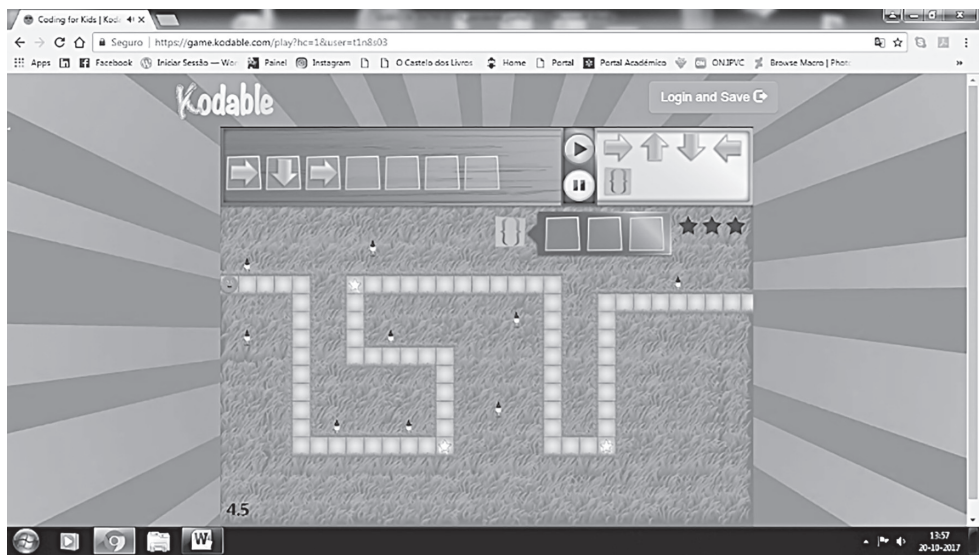 Coding for Kids | Kod
Seguro | https://game.kodable.com/play?hc=1&user=t1n8s03
Apps Facebook Iniciar Sessão — Wor Painel Instagram O Castelo dos Livros Home Portal Portal Académico ONJPVC Browse Macro | Phot
Kodable
Login and Save
{}
{}
4.5
W
13:57
20-10-2017